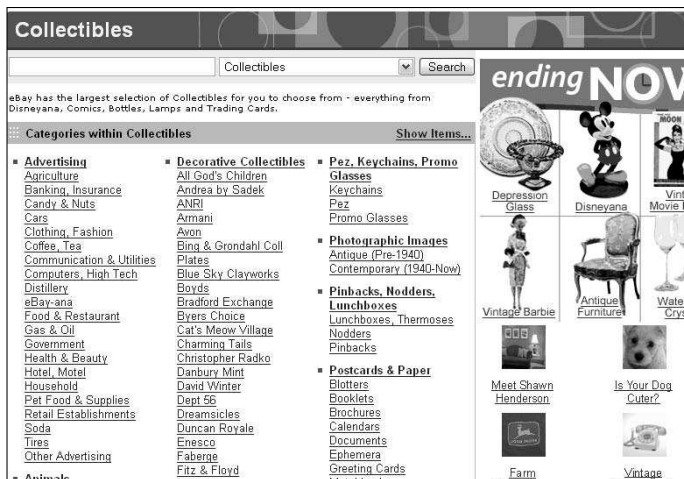 Collectibles
Collectibles
Search
eBay has the largest selection of Collectibles for you to choose from - everything from
Disneyana, Comics, Bottles, Lamps and Trading Cards.
Categories within Collectibles
Show Items...
Advertising
Agriculture
Banking, Insurance
Candy & Nuts
Cars
Clothing, Fashion
Coffee, Tea
Communication & Utilities
Computers, High Tech
Distillery
eBay-ana
Food & Restaurant
Gas & Oil
Government
Health & Beauty
Hotel, Motel
Household
Pet Food & Supplies
Retail Establishments
Soda
Tires
Other Advertising
Animals
Decorative Collectibles
All God's Children
Andrea by Sadek
ANRI
Armani
Avon
Bing & Grondahl Coll
Plates
Blue Sky Clayworks
Boyds
Bradford Exchange
Byers Choice
Cat's Meow Village
Charming Tails
Christopher Radko
Danbury Mint
David Winter
Dept 56
Dreamsicles
Duncan Royale
Enesco
Faberge
Fitz & Floyd
Pez, Keychains, Promo
Glasses
Keychains
Pez
Promo Glasses
Photographic Images
Antique (Pre-1940)
Contemporary (1940-Now)
Pinbacks, Nodders,
Lunchboxes
Lunchboxes, Thermoses
Nodders
Pinbacks
Postcards & Paper
Blotters
Booklets
Brochures
Calendars
Documents
Ephemera
Greeting Cards
ending NOW
Depression
Glass
Disneyana
MOON
Vint
Movie
Vintage Barbie
Antique
Furniture
Wate
Crys
Meet Shawn
Henderson
Is Your Dog
Cuter?
Farm
Vintage